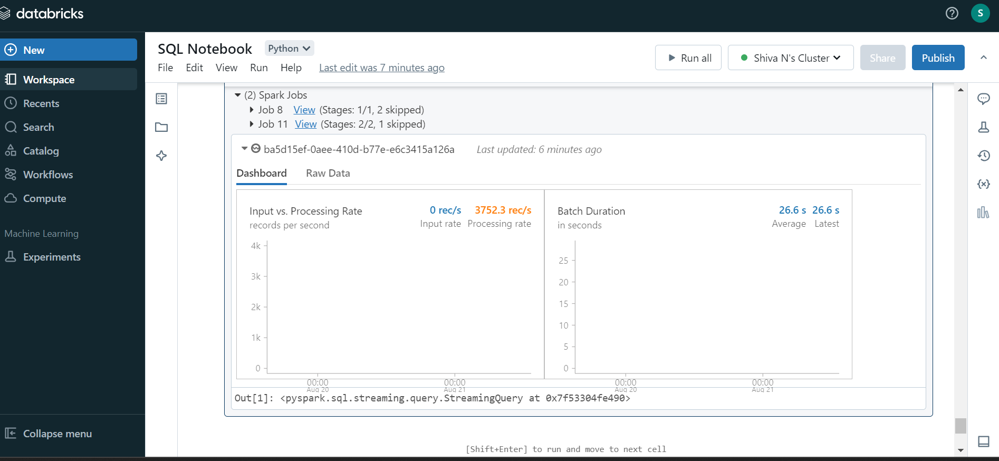 databricks
S
New
Workspace
Recents
Search
Catalog
Workflows
Compute
Machine Learning
Experiments
Collapse menu
SQL Notebook Python
File Edit View Run Help Last edit was 7 minutes ago
Run all Shiva N's Cluster Share Publish
(2) Spark Jobs
Job 8 View (Stages: 1/1, 2 skipped)
Job 11 View (Stages: 2/2, 1 skipped)
ba5d15ef-0aee-410d-b77e-e6c3415a126a Last updated: 6 minutes ago
Dashboard Raw Data
Input vs. Processing Rate 0 rec/s 3752.3 rec/s
records per second Input rate Processing rate
4k
3k
2k
1k
0
00:00 00:00
Aug 20 Aug 21
Batch Duration 26.6 s 26.6 s
in seconds Average Latest
25
20
15
10
5
0
00:00 00:00
Aug 20 Aug 21
Out[1]: <pyspark.sql.streaming.query.StreamingQuery at 0x7f53304fe490>
[Shift+Enter] to run and move to next cell